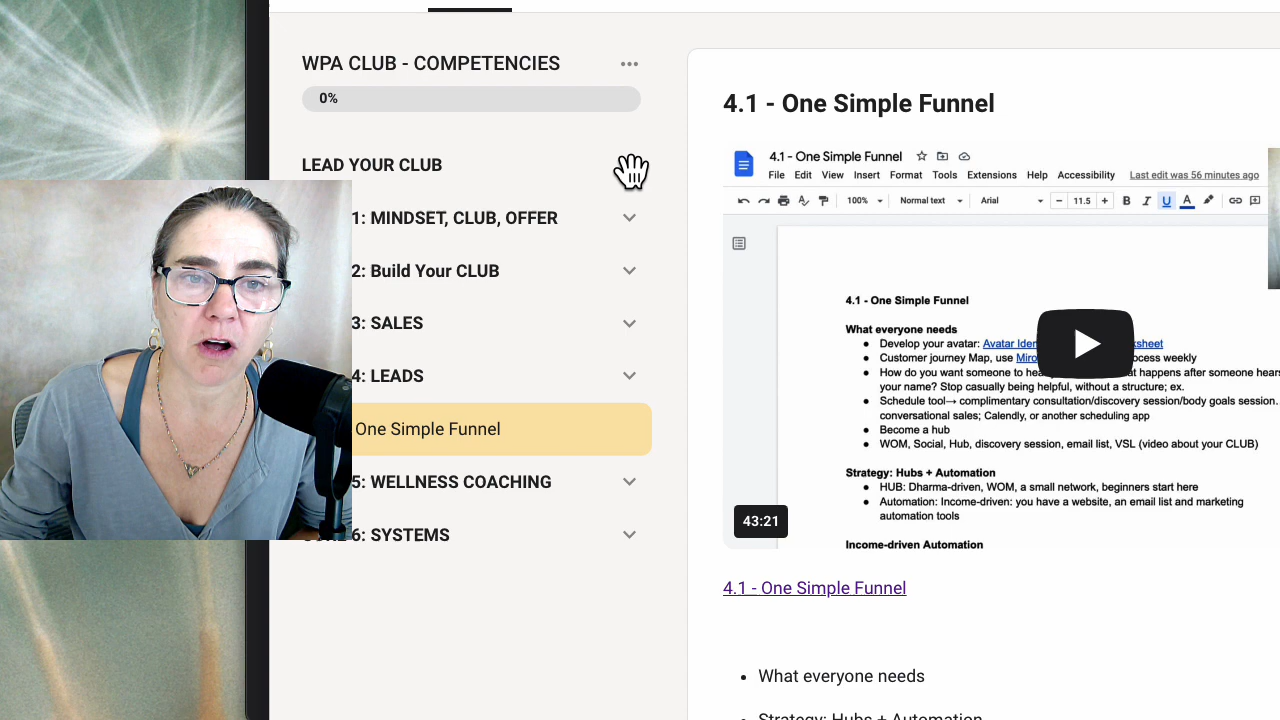 WPA CLUB - COMPETENCIES
0%
LEAD YOUR CLUB
1: MINDSET, CLUB, OFFER
2: Build Your CLUB
3: SALES
4: LEADS
One Simple Funnel
5: WELLNESS COACHING
6: SYSTEMS
4.1 - One Simple Funnel
4.1 - One Simple Funnel
File Edit View Insert Format Tools Extensions Help Accessibility Last edit was 56 minutes ago
100% Normal text Arial 11.5 B I U A
4.1 - One Simple Funnel
What everyone needs
Develop your avatar: Avatar
Customer journey Map, use weekly
How do you want someone to happens after someone hears
your name? Stop casually being helpful, without a structure; ex.
Schedule tool→ complimentary consultation/discovery session/body goals session.
conversational sales; Calendly, or another scheduling app
Become a hub
WOM, Social, Hub, discovery session, email list, VSL (video about your CLUB)
Strategy: Hubs + Automation
HUB: Dharma-driven, WOM, a small network, beginners start here
Automation: Income-driven: you have a website, an email list and marketing
automation tools
Income-driven Automation
43:21
4.1 - One Simple Funnel
• What everyone needs
• Strategy: Hubs + Automation